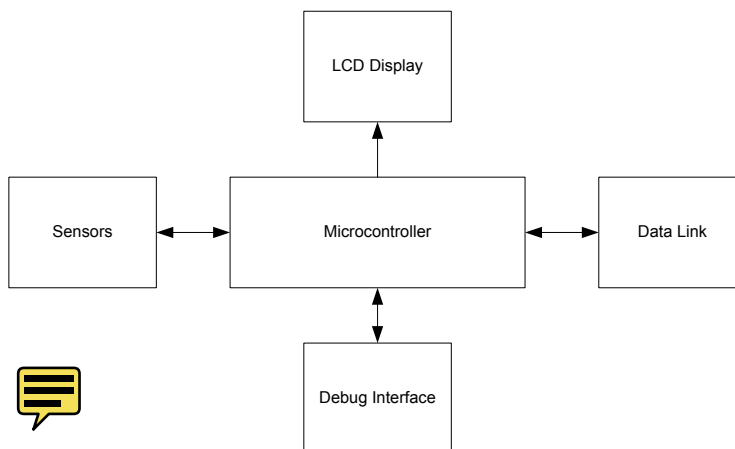 LCD Display
Sensors
Microcontroller
Data Link
Debug Interface